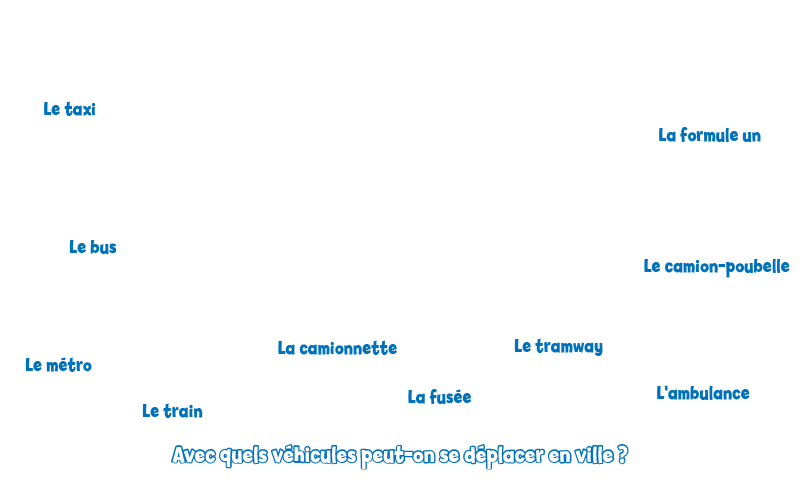 Le taxi
La formule un
Le bus
Le camion-poubelle
La camionnette
Le tramway
Le métro
La fusée
L'ambulance
Le train
Avec quels véhicules peut-on se déplacer en ville ?